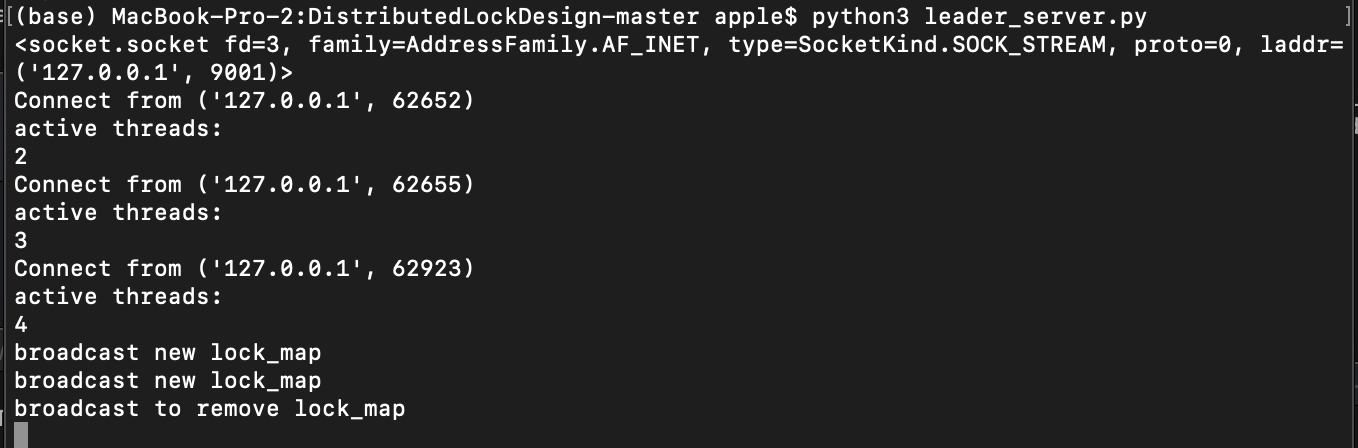 [(base) MacBook-Pro-2:DistributedLockDesign-master apple$ python3 leader_server.py ]
<socket.socket fd=3, family=AddressFamily.AF_INET, type=SocketKind.SOCK_STREAM, proto=0, laddr=
('127.0.0.1', 9001)>
Connect from ('127.0.0.1', 62652)
active threads:
2
Connect from ('127.0.0.1', 62655)
active threads:
3
Connect from ('127.0.0.1', 62923)
active threads:
4
broadcast new lock_map
broadcast new lock_map
broadcast to remove lock_map